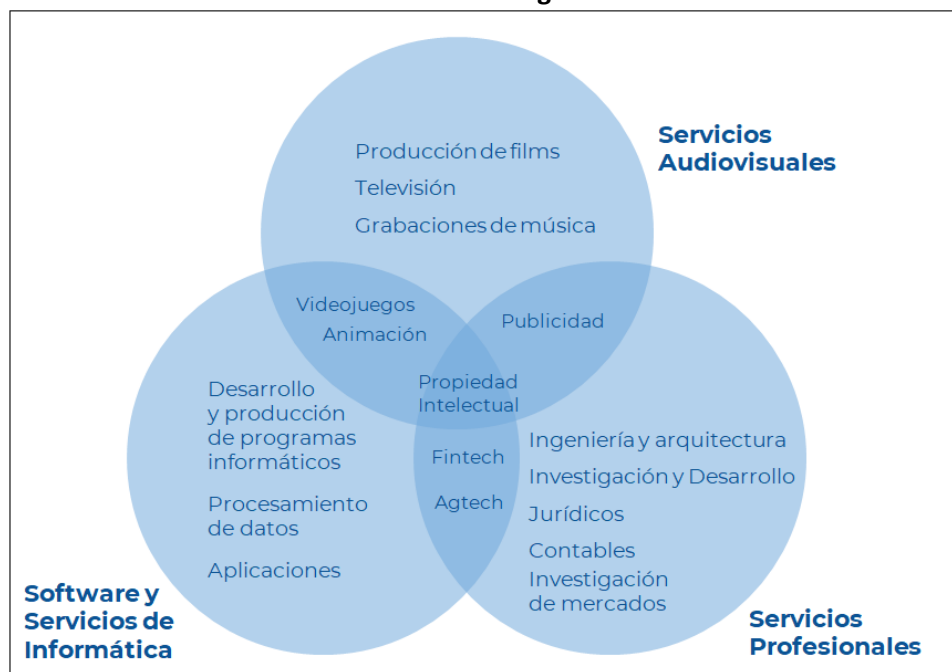 Servicios
Audiovisuales
Producción de films
Televisión
Grabaciones de música
Videojuegos
Animación
Publicidad
Propiedad
Intelectual
Desarrollo
y producción
de programas
informáticos
Procesamiento
de datos
Aplicaciones
Fintech
Agtech
Ingeniería y arquitectura
Investigación y Desarrollo
Jurídicos
Contables
Investigación
de mercados
Software y
Servicios de
Informática
Servicios
Profesionales